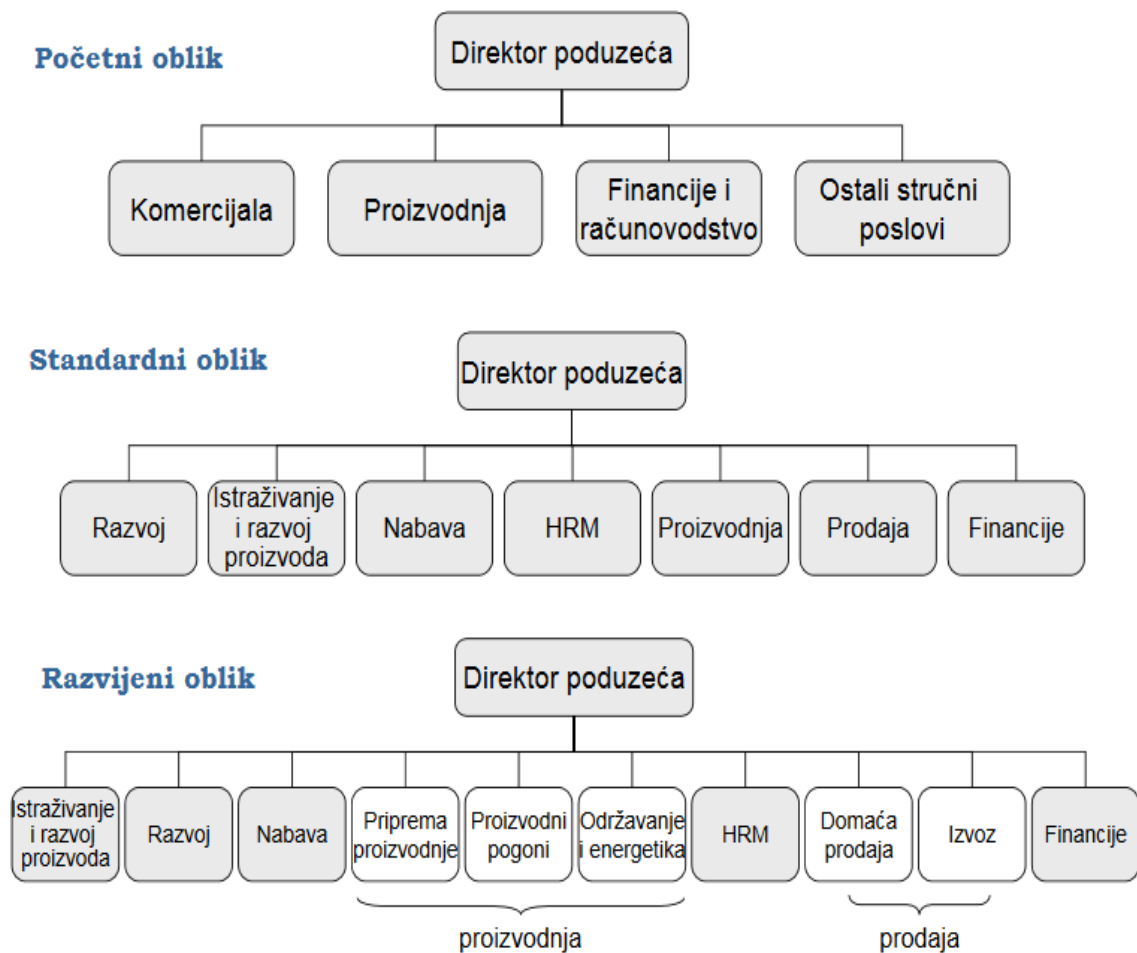 Početni oblik
Direktor poduzeća
Komercijala
Proizvodnja
Financije i
računovodstvo
Ostali stručni
poslovi
Standardni oblik
Direktor poduzeća
Razvoj
Istraživanje
i razvoj
proizvoda
Nabava
HRM
Proizvodnja
Prodaja
Financije
Razvijeni oblik
Direktor poduzeća
Istraživanje
i razvoj
proizvoda
Razvoj
Nabava
Priprema
proizvodnje
Proizvodni
pogoni
Održavanje
i energetika
HRM
Domaća
prodaja
Izvoz
Financije
proizvodnja
prodaja